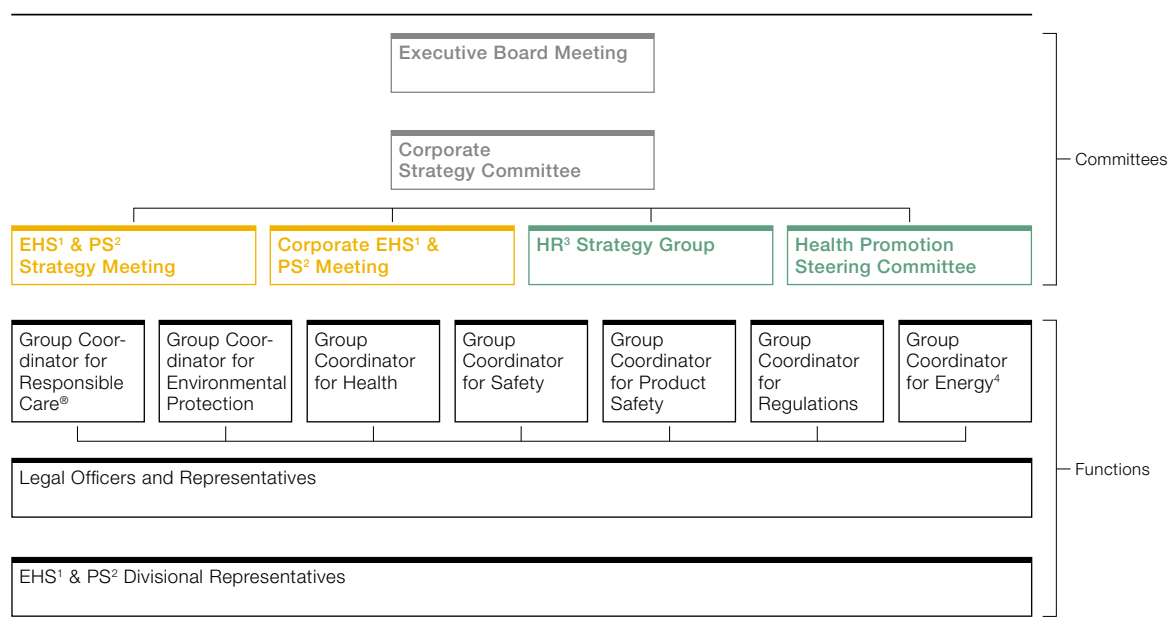 Executive Board Meeting
Corporate
Strategy Committee
Committees
EHS¹ & PS²
Strategy Meeting
Corporate EHS¹ &
PS² Meeting
HR³ Strategy Group
Health Promotion
Steering Committee
Group Coor-
dinator for
Responsible
Care®
Group Coor-
dinator for
Environmental
Protection
Group
Coordinator
for Health
Group
Coordinator
for Safety
Group
Coordinator
for Product
Safety
Group
Coordinator
for
Regulations
Group
Coordinator
for Energy⁴
Legal Officers and Representatives
Functions
EHS¹ & PS² Divisional Representatives